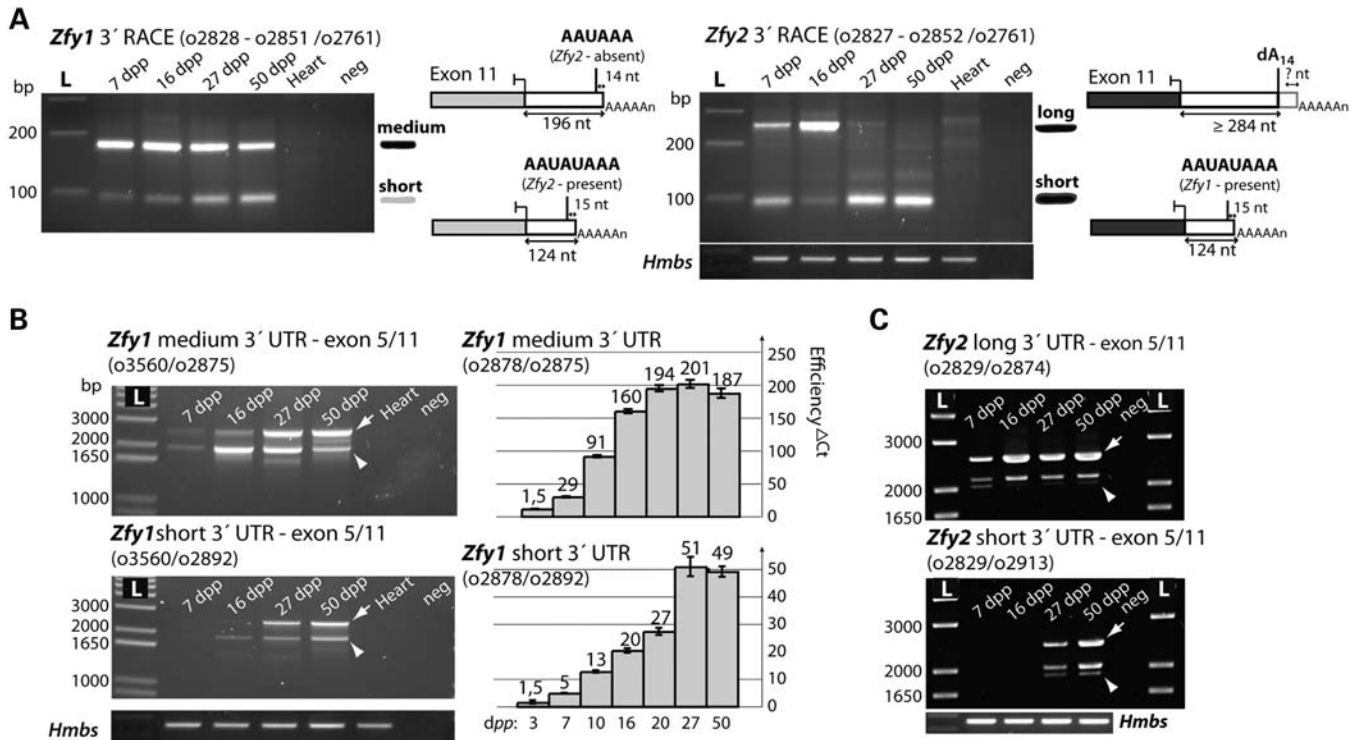 A
Zfy1 3´ RACE (o2828 - o2851 /o2761)
L 7 dpp 16 dpp 27 dpp 50 dpp Heart neg
bp
200
100
medium
short
AAUAAA
(Zfy2 - absent)
Exon 11
14 nt
AAAAAn
196 nt
AAUAUAAA
(Zfy2 - present)
15 nt
AAAAAn
124 nt
Zfy2 3´ RACE (o2827 - o2852 /o2761)
L 7 dpp 16 dpp 27 dpp 50 dpp Heart neg
bp
200
100
long
short
Hmbs
dA14
Exon 11
? nt
AAAAAn
≥ 284 nt
AAUAUAAA
(Zfy1 - present)
15 nt
AAAAAn
124 nt
B
Zfy1 medium 3´ UTR - exon 5/11
(o3560/o2875)
bp
L 7 dpp 16 dpp 27 dpp 50 dpp Heart neg
3000
2000
1650
1000
Zfy1 short 3´ UTR - exon 5/11
(o3560/o2892)
L 7 dpp 16 dpp 27 dpp 50 dpp Heart neg
3000
2000
1650
1000
Hmbs
Zfy1 medium 3´ UTR
(o2878/o2875)
1,5 29 91 160 194 201 187
250
200
150
100
50
0
Efficiency ΔCt
Zfy1 short 3´ UTR
(o2878/o2892)
1,5 5 13 20 27 51 49
50
40
30
20
10
0
dpp: 3 7 10 16 20 27 50
C
Zfy2 long 3´ UTR - exon 5/11
(o2829/o2874)
L 7 dpp 16 dpp 27 dpp 50 dpp neg L
3000
2000
1650
Zfy2 short 3´ UTR - exon 5/11
(o2829/o2913)
L 7 dpp 16 dpp 27 dpp 50 dpp neg L
3000
2000
1650
Hmbs